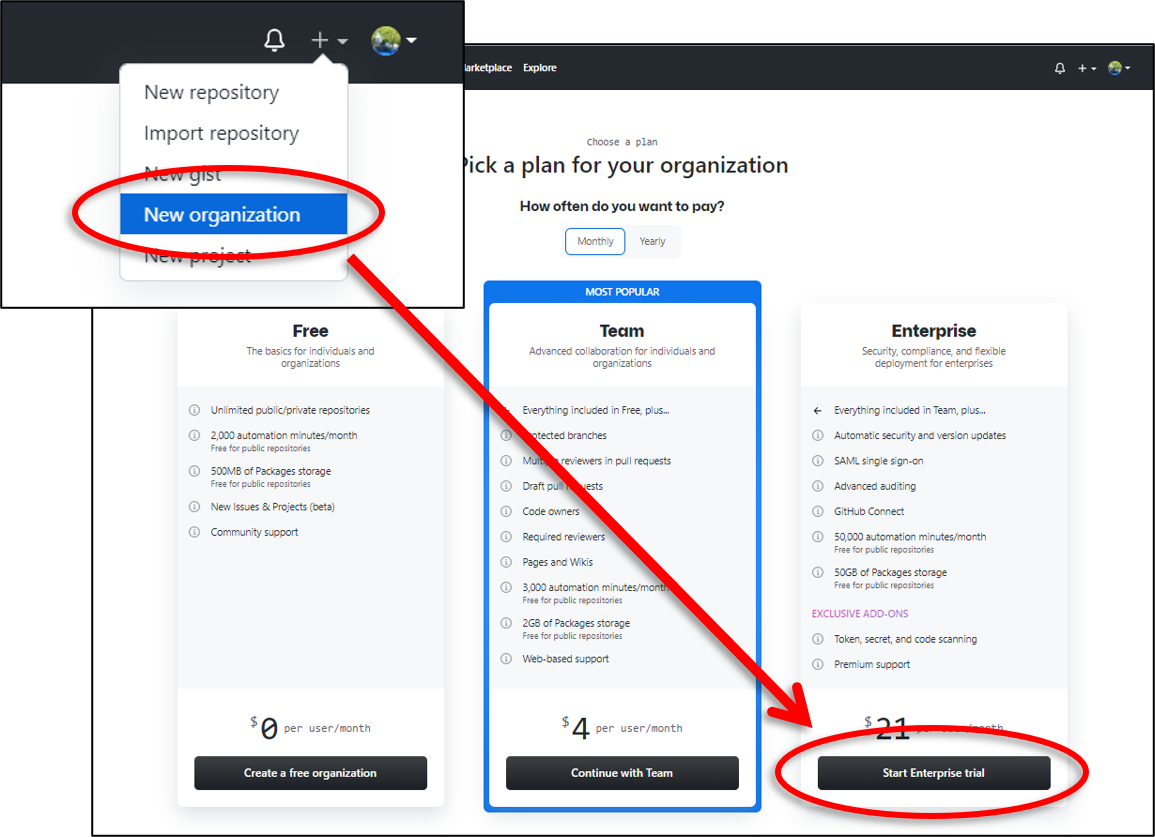 New repository
Import repository
New gist
New organization
New project
Explore
Choose a plan
Pick a plan for your organization
How often do you want to pay?
Monthly Yearly
Free
The basics for individuals and
organizations
Unlimited public/private repositories
2,000 automation minutes/month
Free for public repositories
500MB of Packages storage
Free for public repositories
New Issues & Projects (beta)
Community support
$0 per user/month
Create a free organization
MOST POPULAR
Team
Advanced collaboration for individuals and
organizations
Everything included in Free, plus...
Protected branches
Multiple reviewers in pull requests
Draft pull requests
Code owners
Required reviewers
Pages and Wikis
3,000 automation minutes/month
Free for public repositories
2GB of Packages storage
Free for public repositories
Web-based support
$4 per user/month
Continue with Team
Enterprise
Security, compliance, and flexible
deployment for enterprises
Everything included in Team, plus...
Automatic security and version updates
SAML single sign-on
Advanced auditing
GitHub Connect
50,000 automation minutes/month
Free for public repositories
50GB of Packages storage
Free for public repositories
EXCLUSIVE ADD-ONS
Token, secret, and code scanning
Premium support
$21 per user/month
Start Enterprise trial